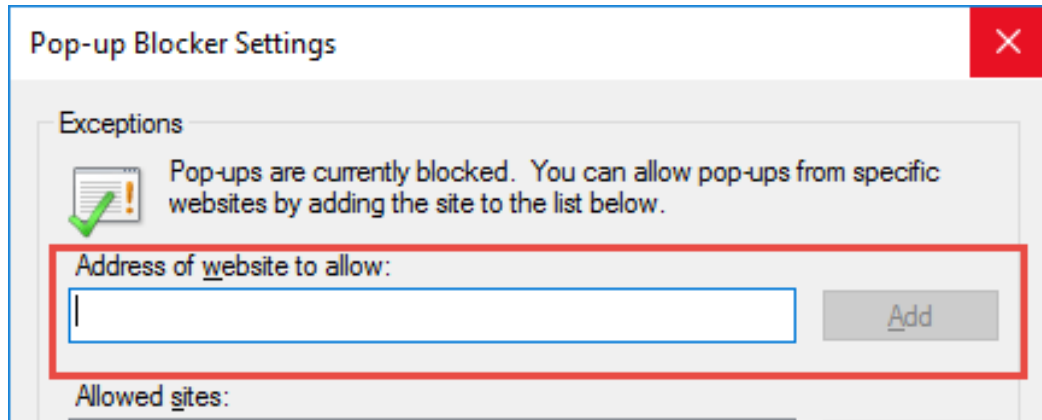 Pop-up Blocker Settings
Exceptions
Pop-ups are currently blocked.  You can allow pop-ups from specific
websites by adding the site to the list below.
Address of website to allow:
Add
Allowed sites: